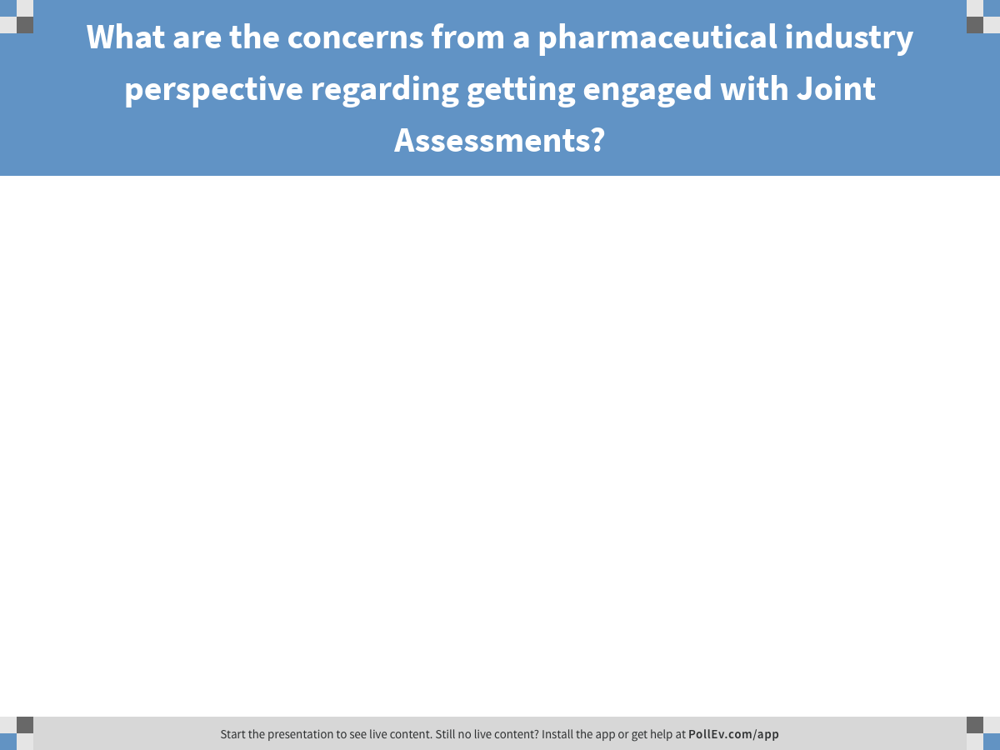 What are the concerns from a pharmaceutical industry
perspective regarding getting engaged with Joint
Assessments?
Start the presentation to see live content. Still no live content? Install the app or get help at PollEv.com/app